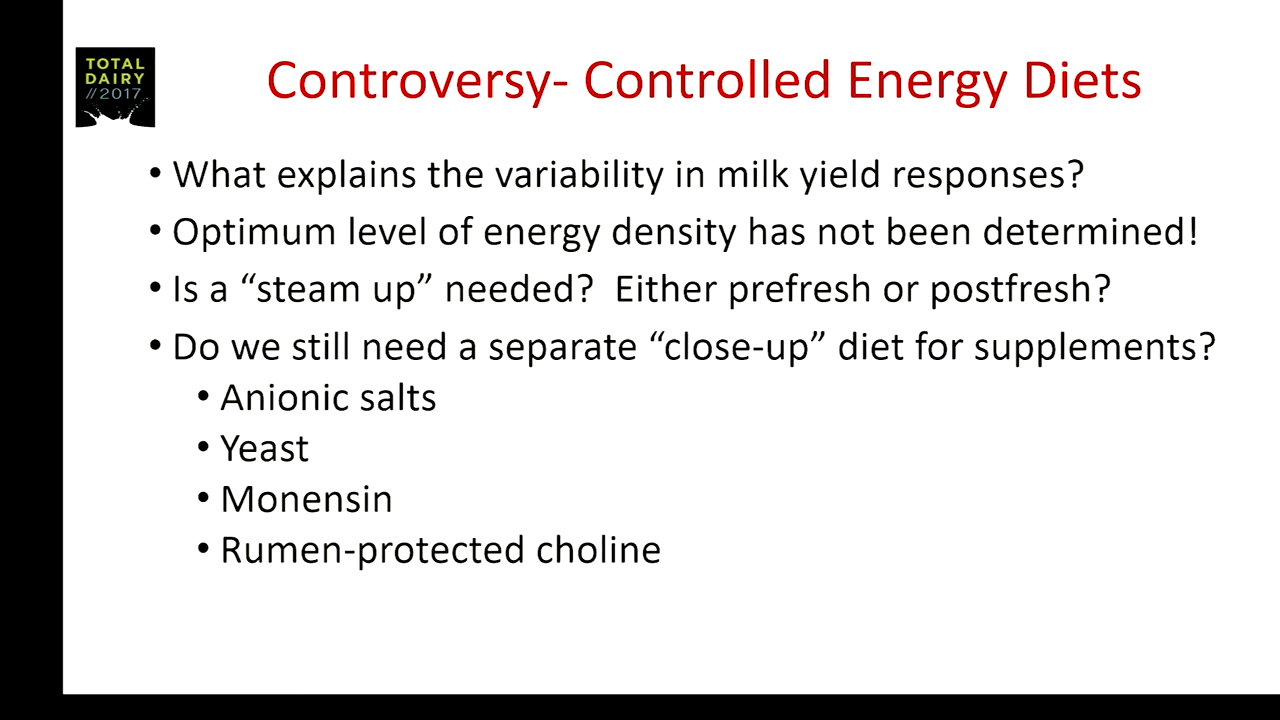 TOTAL
DAIRY
//2017
Controversy- Controlled Energy Diets
• What explains the variability in milk yield responses?
• Optimum level of energy density has not been determined!
• Is a “steam up” needed?  Either prefresh or postfresh?
• Do we still need a separate “close-up” diet for supplements?
• Anionic salts
• Yeast
• Monensin
• Rumen-protected choline